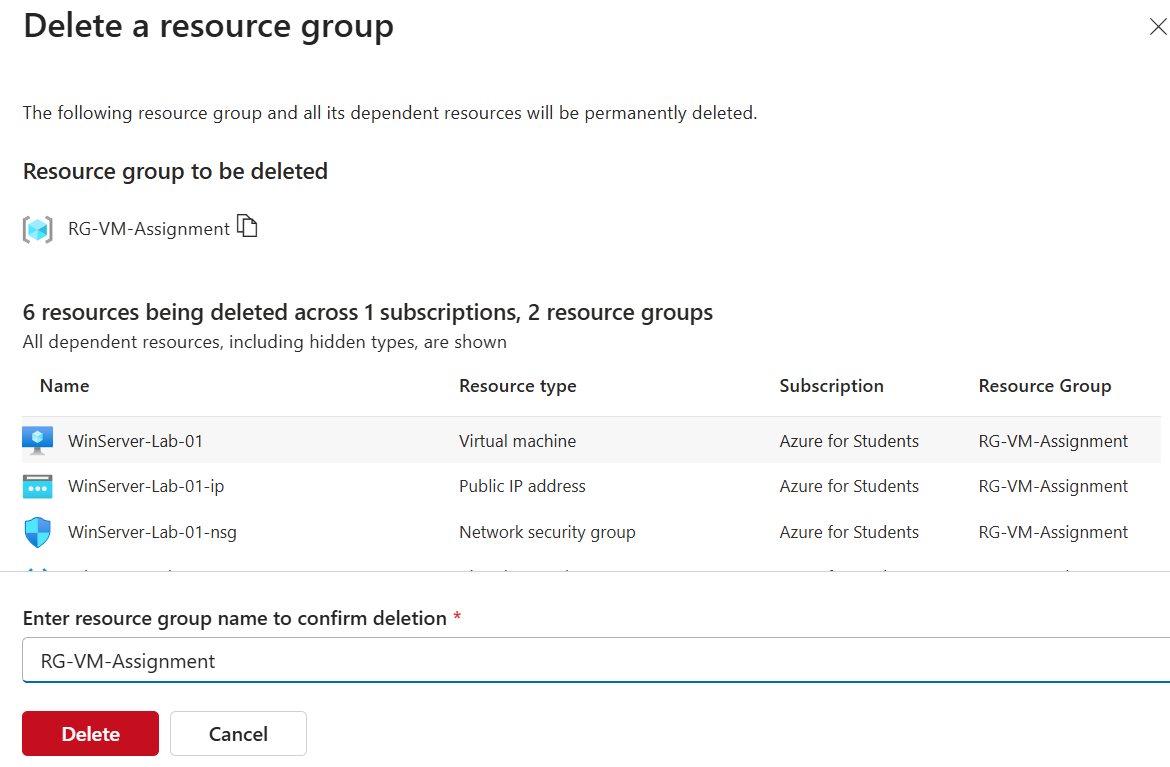 Delete a resource group
The following resource group and all its dependent resources will be permanently deleted.
Resource group to be deleted
RG-VM-Assignment
6 resources being deleted across 1 subscriptions, 2 resource groups
All dependent resources, including hidden types, are shown
Name Resource type Subscription Resource Group
WinServer-Lab-01 Virtual machine Azure for Students RG-VM-Assignment
WinServer-Lab-01-ip Public IP address Azure for Students RG-VM-Assignment
WinServer-Lab-01-nsg Network security group Azure for Students RG-VM-Assignment
Enter resource group name to confirm deletion *
RG-VM-Assignment
Delete Cancel